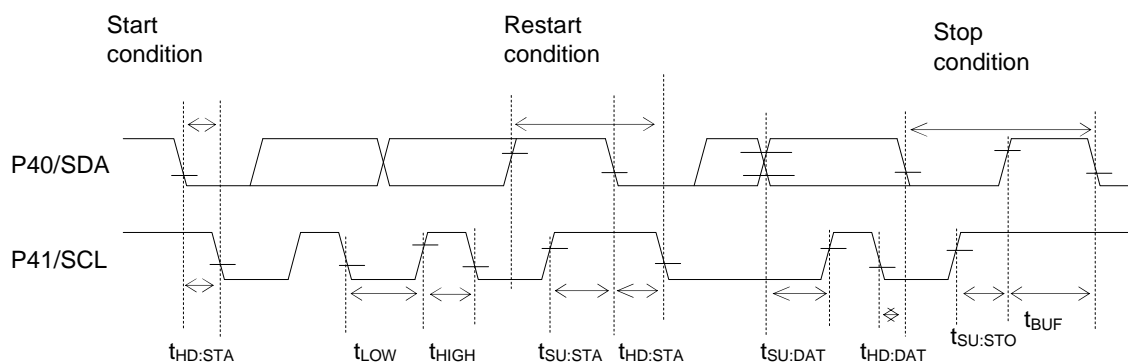 Start
condition
Restart
condition
Stop
condition
P40/SDA
P41/SCL
tHD:STA
tLOW
tHIGH
tSU:STA
tHD:STA
tSU:DAT
tHD:DAT
tSU:STO
tBUF